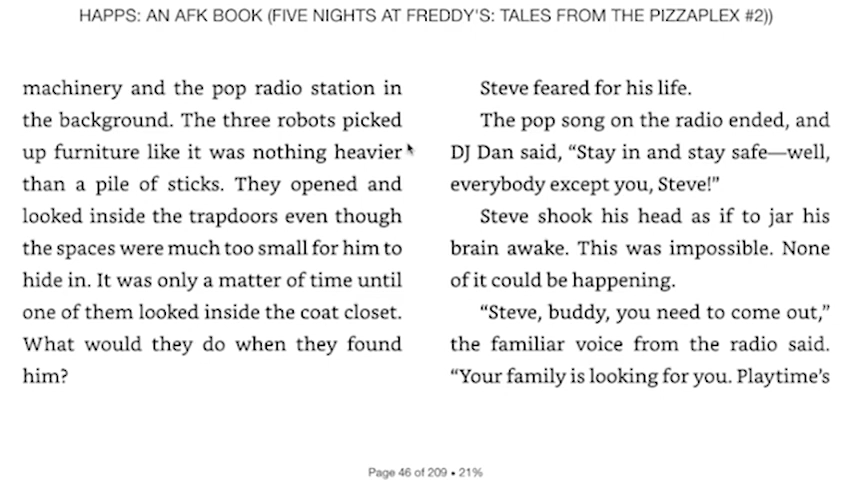 HAPPS: AN AFK BOOK (FIVE NIGHTS AT FREDDY'S: TALES FROM THE PIZZAPLEX #2))
machinery and the pop radio station in
the background. The three robots picked
up furniture like it was nothing heavier
than a pile of sticks. They opened and
looked inside the trapdoors even though
the spaces were much too small for him to
hide in. It was only a matter of time until
one of them looked inside the coat closet.
What would they do when they found
him?
Steve feared for his life.
The pop song on the radio ended, and
DJ Dan said, “Stay in and stay safe—well,
everybody except you, Steve!”
Steve shook his head as if to jar his
brain awake. This was impossible. None
of it could be happening.
“Steve, buddy, you need to come out,”
the familiar voice from the radio said.
“Your family is looking for you. Playtime’s
Page 46 of 209 • 21%